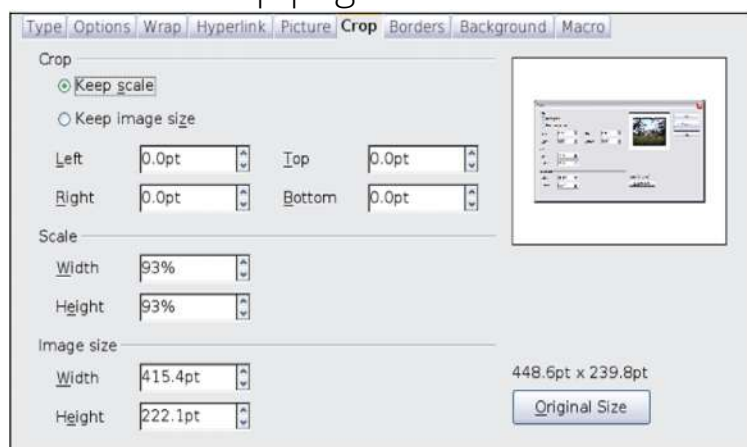 Type Options Wrap Hyperlink Picture Crop Borders Background Macro
Crop
Keep scale
Keep image size
Left 0.0pt Top 0.0pt
Right 0.0pt Bottom 0.0pt
Scale
Width 93%
Height 93%
Image size
Width 415.4pt
448.6pt x 239.8pt
Height 222.1pt
Original Size